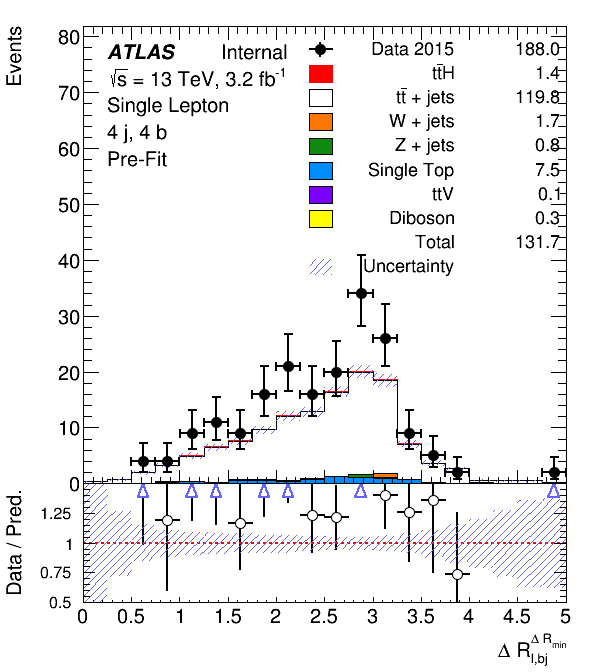 Events
80
70
60
50
40
30
20
10
0
ATLAS Internal
√s = 13 TeV, 3.2 fb⁻¹
Single Lepton
4 j, 4 b
Pre-Fit
Data 2015 188.0
tt̄H 1.4
tt̄ + jets 119.8
W + jets 1.7
Z + jets 0.8
Single Top 7.5
ttV 0.1
Diboson 0.3
Total 131.7
Uncertainty
Data / Pred.
1.25
1
0.75
0.5
0 0.5 1 1.5 2 2.5 3 3.5 4 4.5 5
Δ R_{l,bj}^{Δ R_{min}}